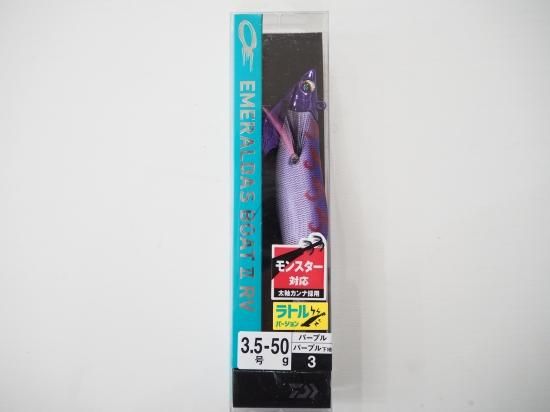 EMERALDAS BOAT II RV
モンスター
対応
太軸カンナ採用
ラトル
バージョン
3.5-50
号 g
パープル
パープル下地
3